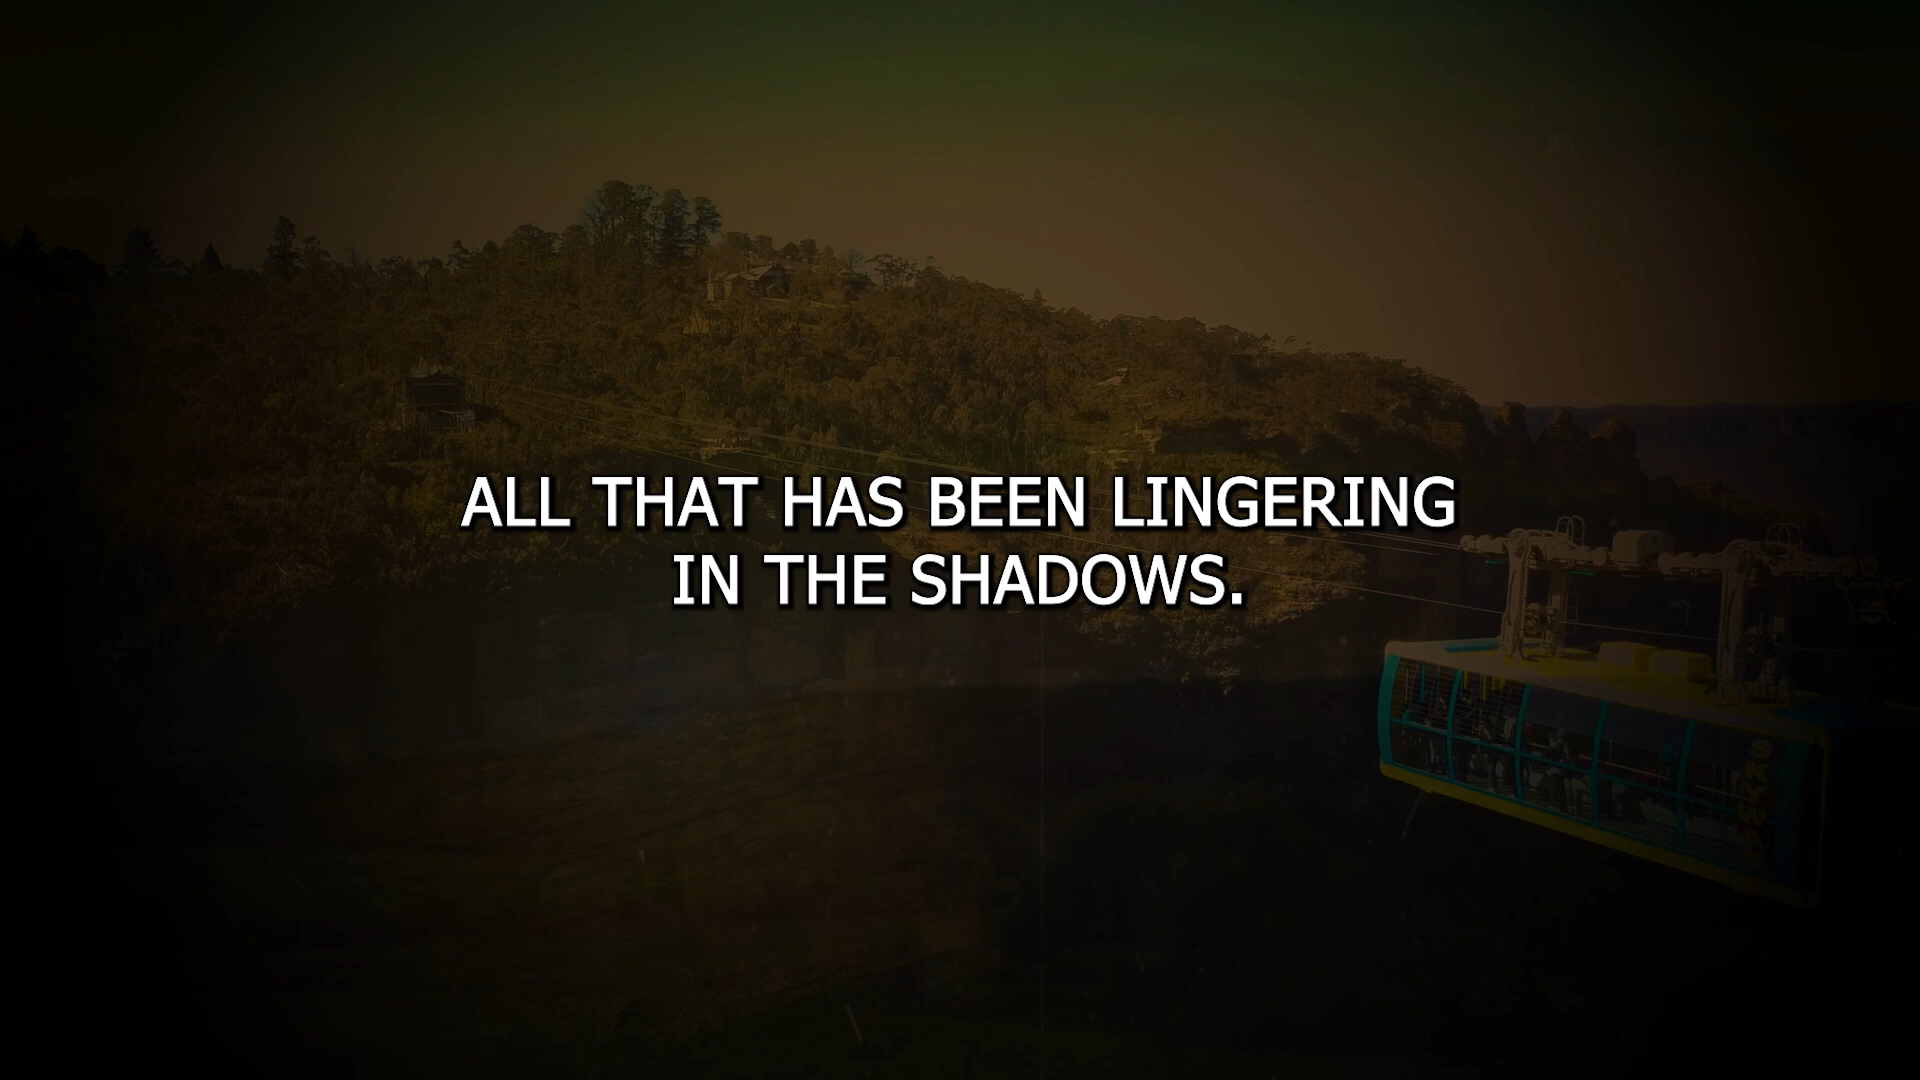 ALL THAT HAS BEEN LINGERING
IN THE SHADOWS.